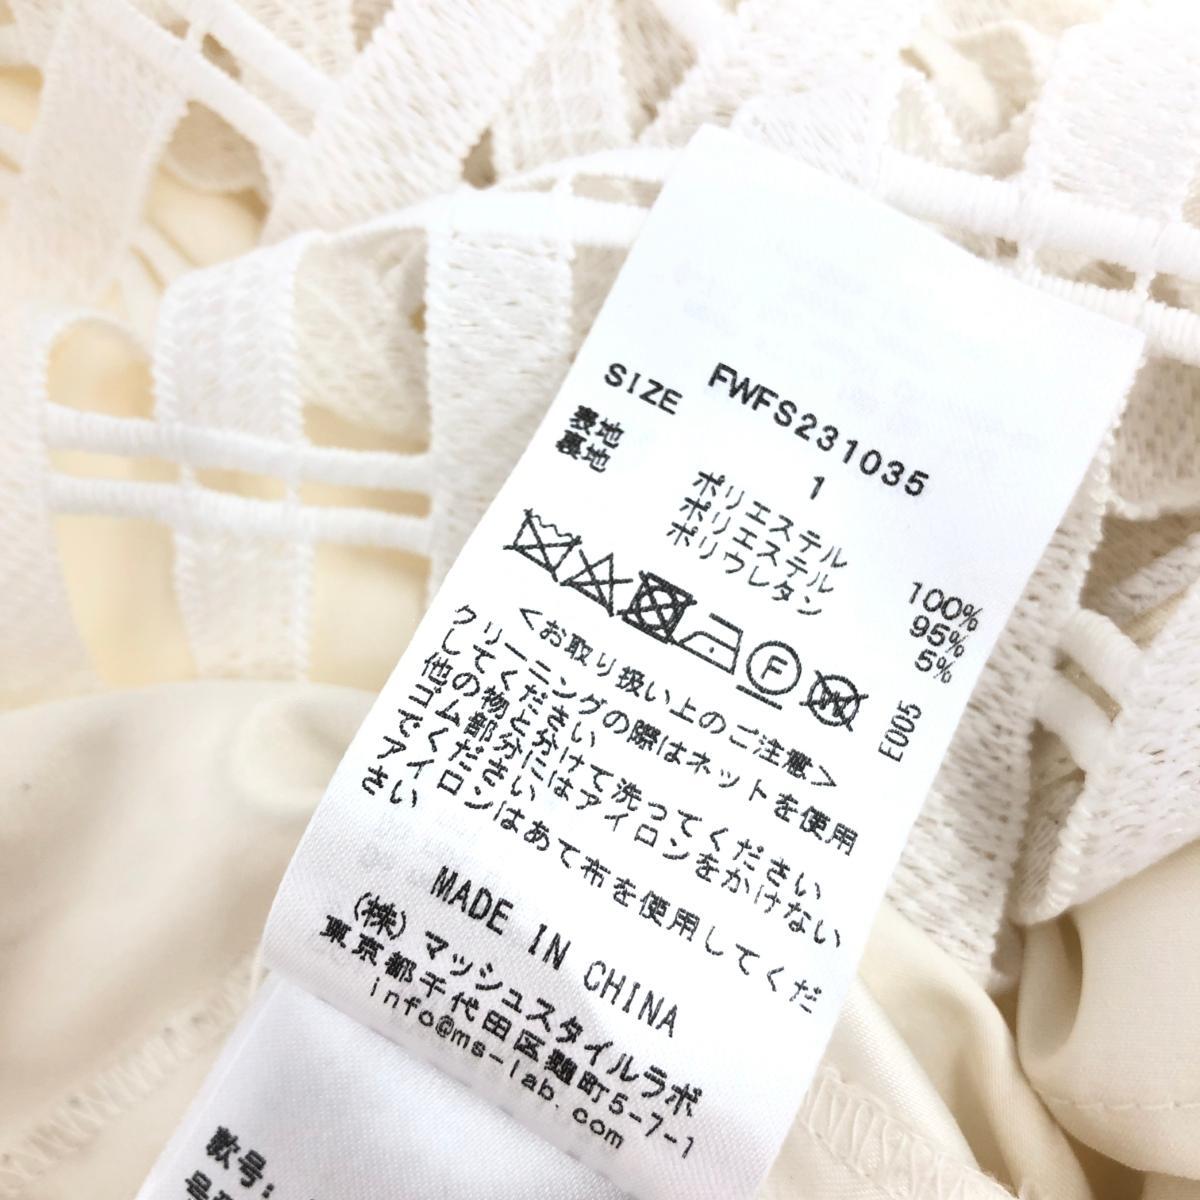 FWFS231035
SIZE 1
表地 ポリエステル 100%
裏地 ポリエステル 95%
ポリウレタン 5%
F
E005
<お取り扱い上のご注意>
クリーニングの際はネットを使用
してください
他の物と分けて洗ってください
ゴム部分にはアイロンをかけない
でください
アイロンはあて布を使用してくだ
さい
MADE IN CHINA
(株) マッシュスタイルラボ
東京都千代田区麹町5-7-1
info@ms-lab.com
款号: